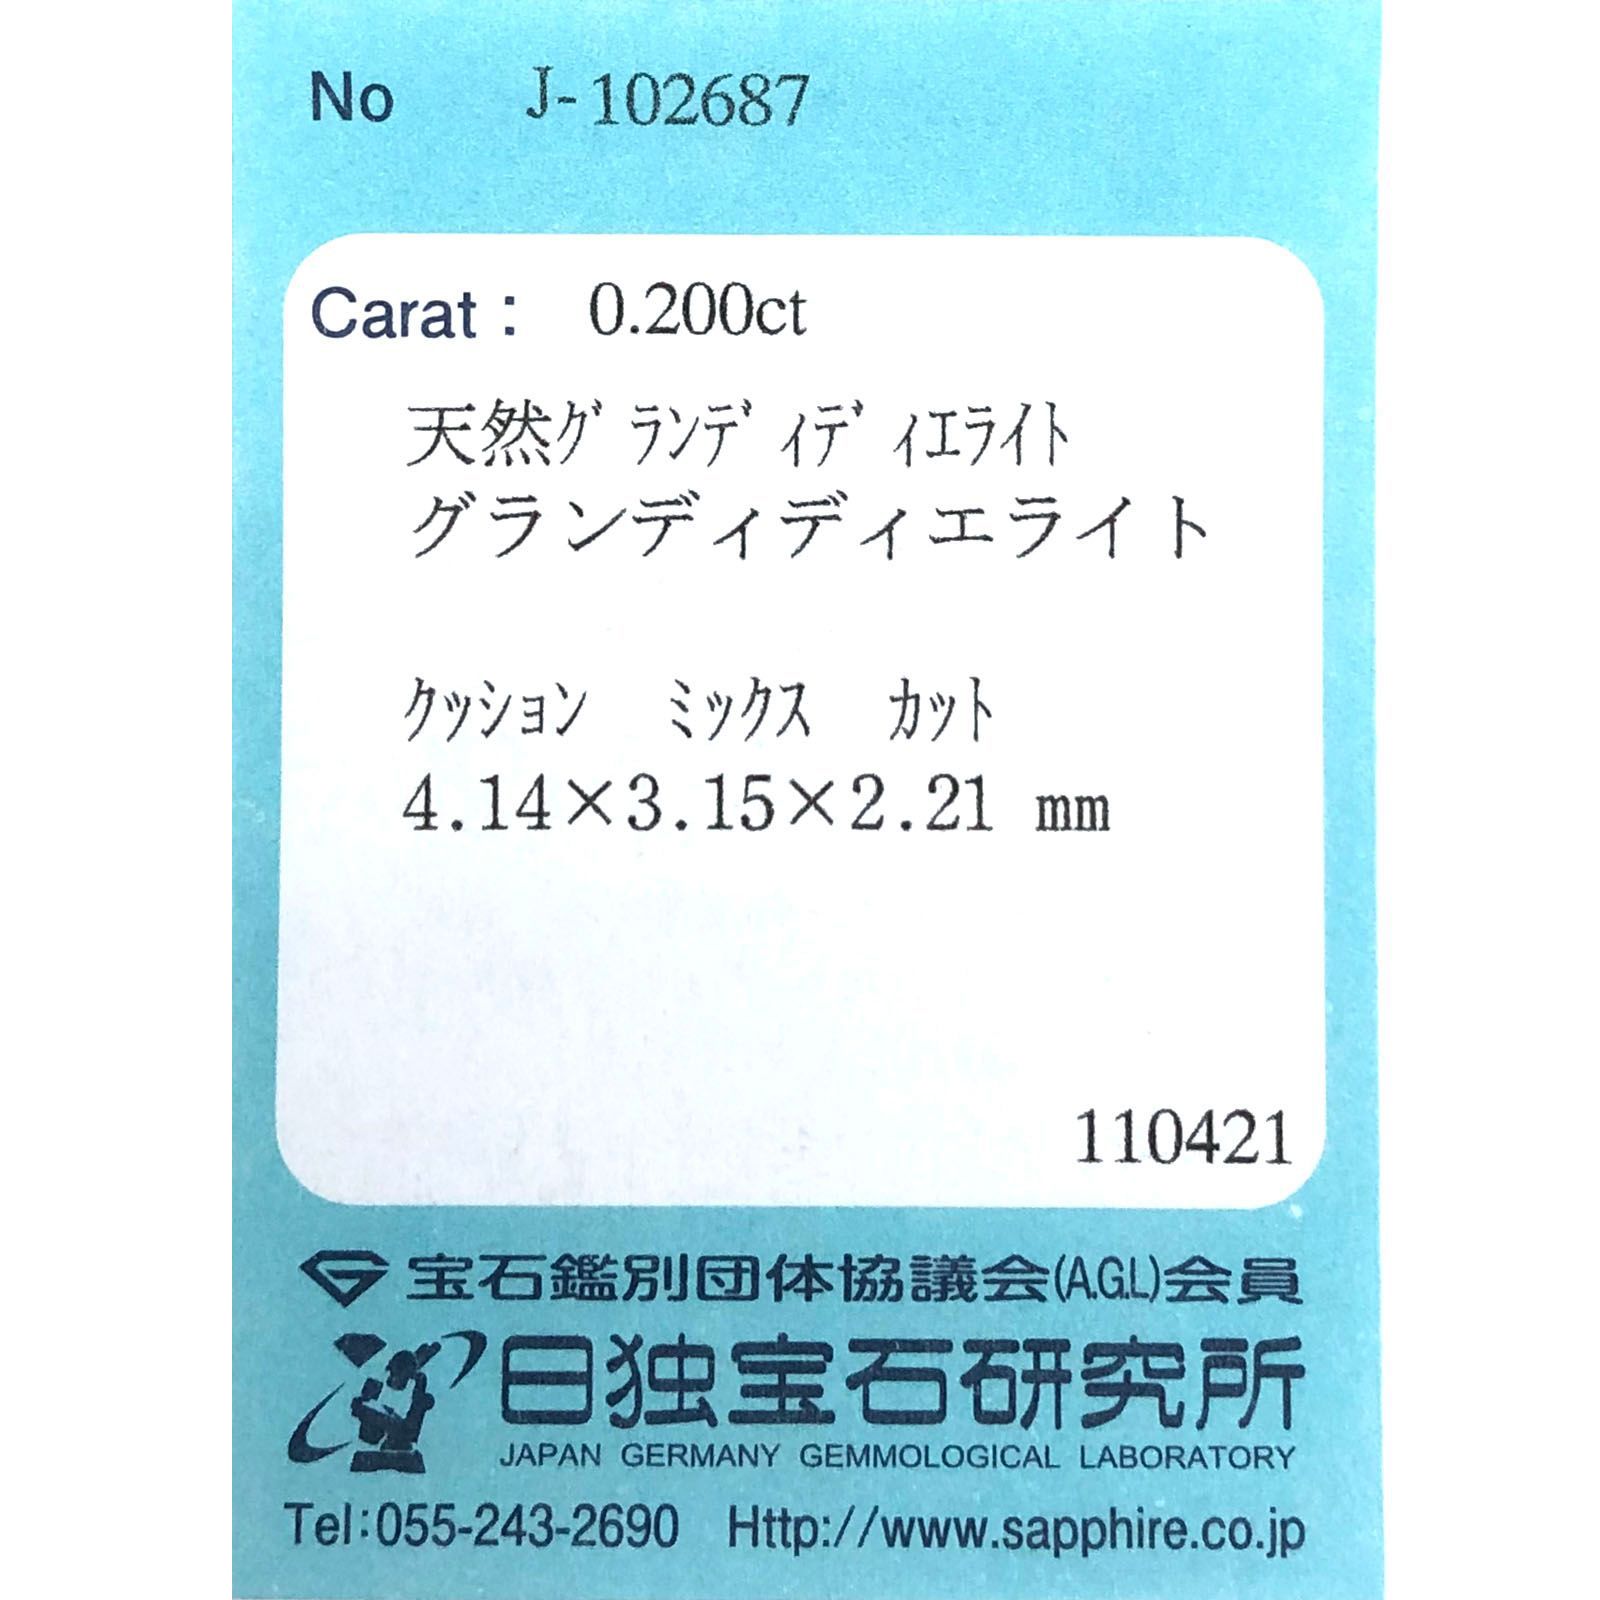 No J-102687
Carat : 0.200ct
天然ｸﾞﾗﾝﾃﾞｨﾃﾞｨｴﾗｲﾄ
グランディディエライト
ｸｯｼｮﾝ ﾐｯｸｽ ｶｯﾄ
4.14×3.15×2.21 mm
110421
宝石鑑別団体協議会(A.G.L)会員
日独宝石研究所
JAPAN GERMANY GEMMOLOGICAL LABORATORY
Tel:055-243-2690 Http://www.sapphire.co.jp